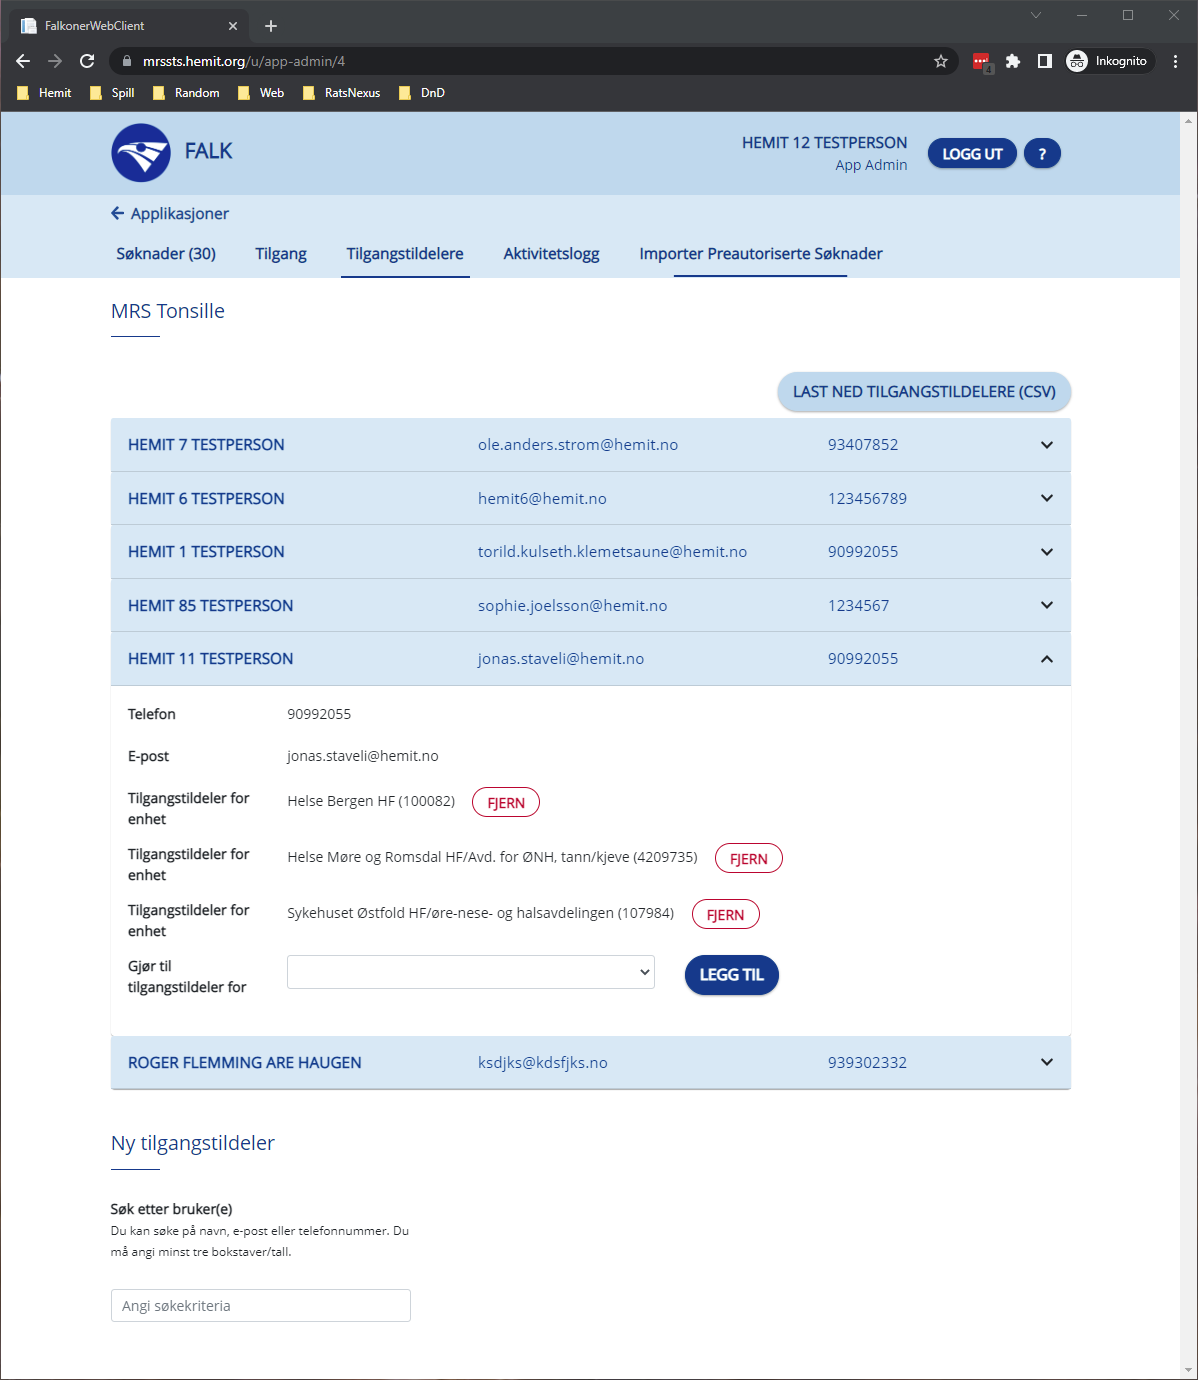 FalkonerWebClient
mrssts.hemit.org/u/app-admin/4
4
Inkognito
Hemit Spill Random Web RatsNexus DnD
FALK
HEMIT 12 TESTPERSON
App Admin
LOGG UT ?
Applikasjoner
Søknader (30) Tilgang Tilgangstildelere Aktivitetslogg Importer Preautoriserte Søknader
MRS Tonsille
LAST NED TILGANGSTILDELERE (CSV)
HEMIT 7 TESTPERSON ole.anders.strom@hemit.no 93407852
HEMIT 6 TESTPERSON hemit6@hemit.no 123456789
HEMIT 1 TESTPERSON torild.kulseth.klemetsaune@hemit.no 90992055
HEMIT 85 TESTPERSON sophie.joelsson@hemit.no 1234567
HEMIT 11 TESTPERSON jonas.staveli@hemit.no 90992055
Telefon 90992055
E-post jonas.staveli@hemit.no
Tilgangstildeler for
enhet
Helse Bergen HF (100082) FJERN
Tilgangstildeler for
enhet
Helse Møre og Romsdal HF/Avd. for ØNH, tann/kjeve (4209735) FJERN
Tilgangstildeler for
enhet
Sykehuset Østfold HF/øre-nese- og halsavdelingen (107984) FJERN
Gjør til
tilgangstildeler for
LEGG TIL
ROGER FLEMMING ARE HAUGEN ksdjks@kdsfjks.no 939302332
Ny tilgangstildeler
Søk etter bruker(e)
Du kan søke på navn, e-post eller telefonnummer. Du
må angi minst tre bokstaver/tall.
Angi søkekriteria